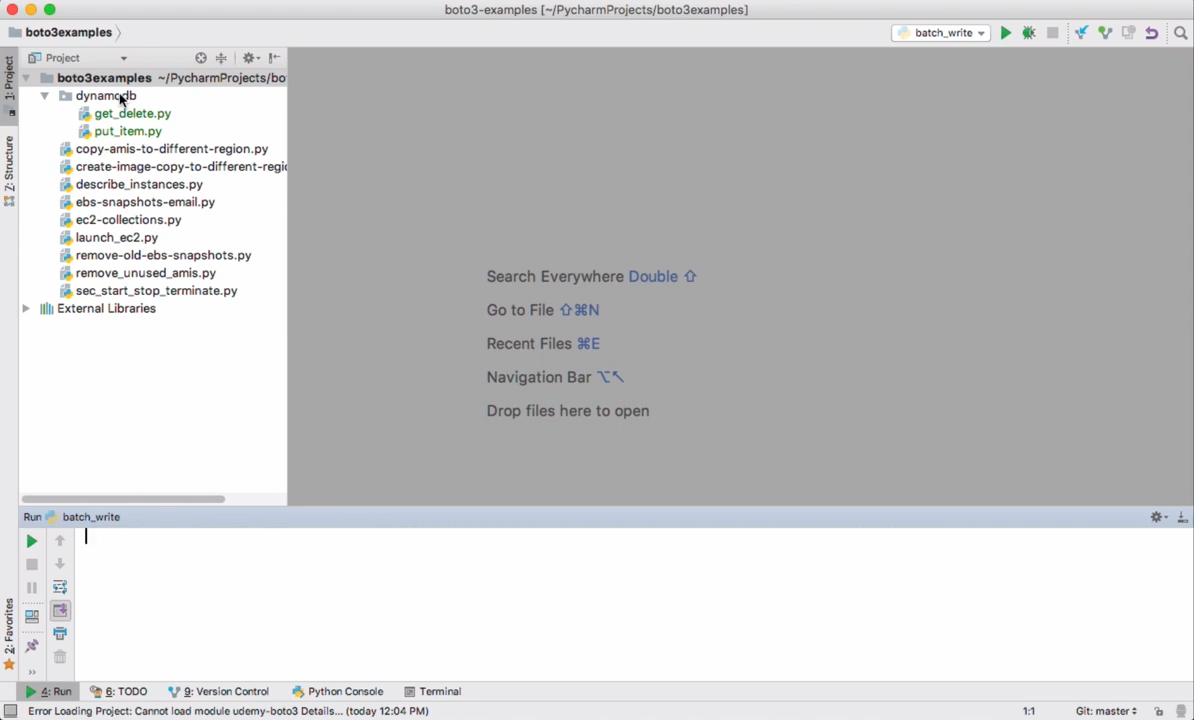 boto3-examples [~/PycharmProjects/boto3examples]
boto3examples
batch_write
Project
1: Project
Z: Structure
2: Favorites
boto3examples ~/PycharmProjects/bo
dynamodb
get_delete.py
put_item.py
copy-amis-to-different-region.py
create-image-copy-to-different-regio
describe_instances.py
ebs-snapshots-email.py
ec2-collections.py
launch_ec2.py
remove-old-ebs-snapshots.py
remove_unused_amis.py
sec_start_stop_terminate.py
External Libraries
Search Everywhere Double ⇧
Go to File ⇧⌘N
Recent Files ⌘E
Navigation Bar ⌥↖
Drop files here to open
Run batch_write
4: Run
6: TODO
9: Version Control
Python Console
Terminal
Error Loading Project: Cannot load module udemy-boto3 Details... (today 12:04 PM)
1:1
Git: master